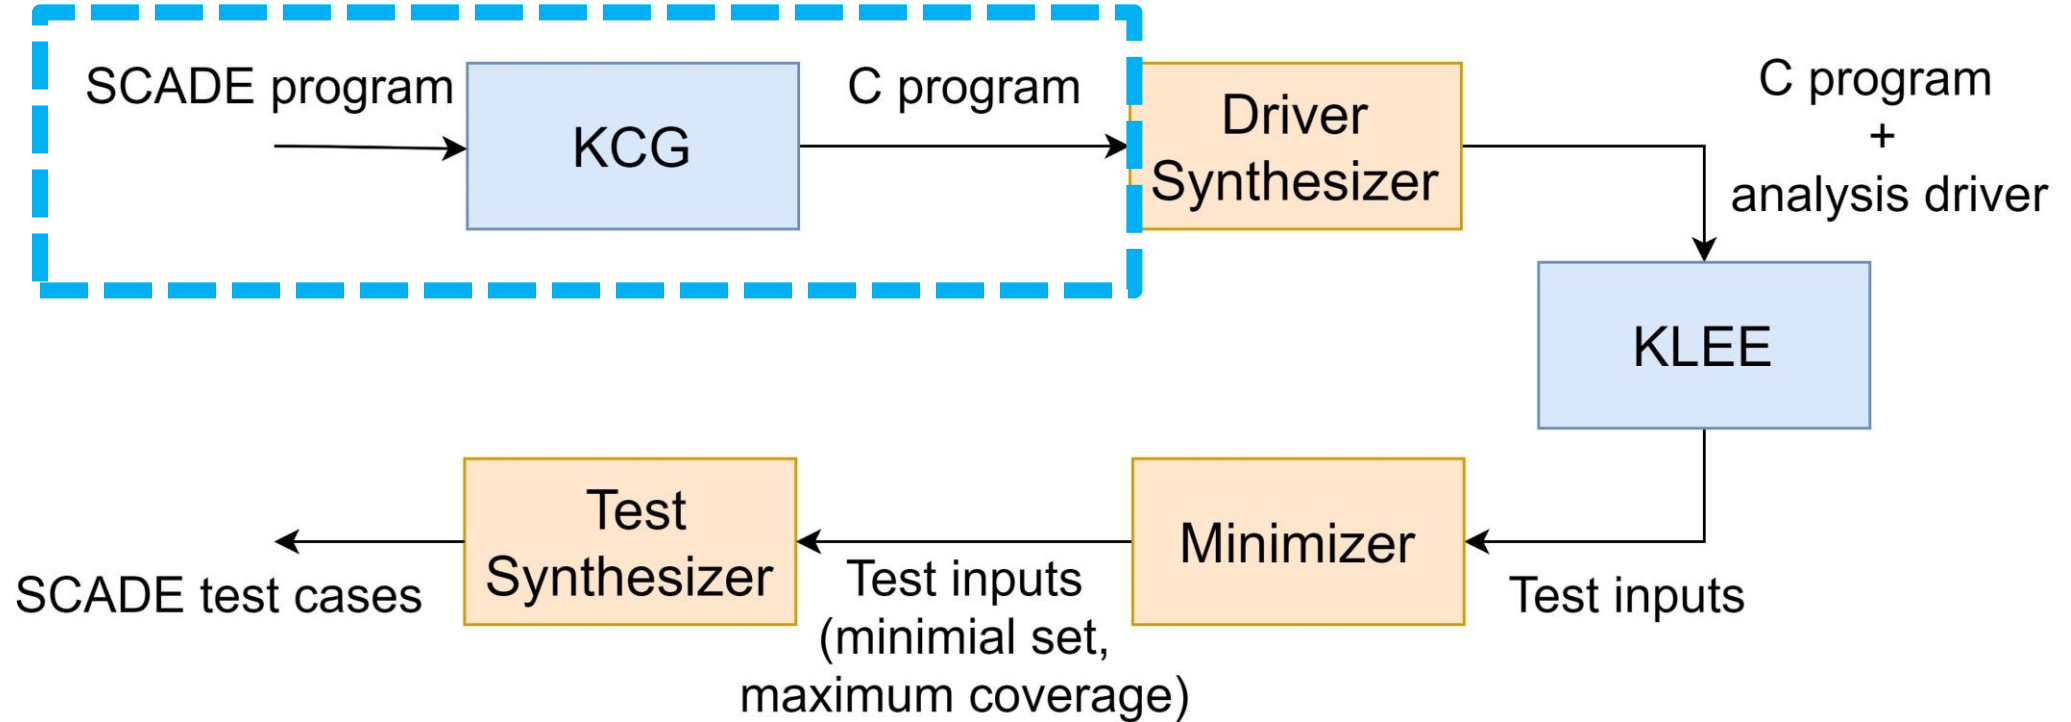 SCADE program
KCG
C program
Driver
Synthesizer
C program
+
analysis driver
KLEE
Test inputs
Minimizer
Test inputs
(minimial set,
maximum coverage)
Test
Synthesizer
SCADE test cases